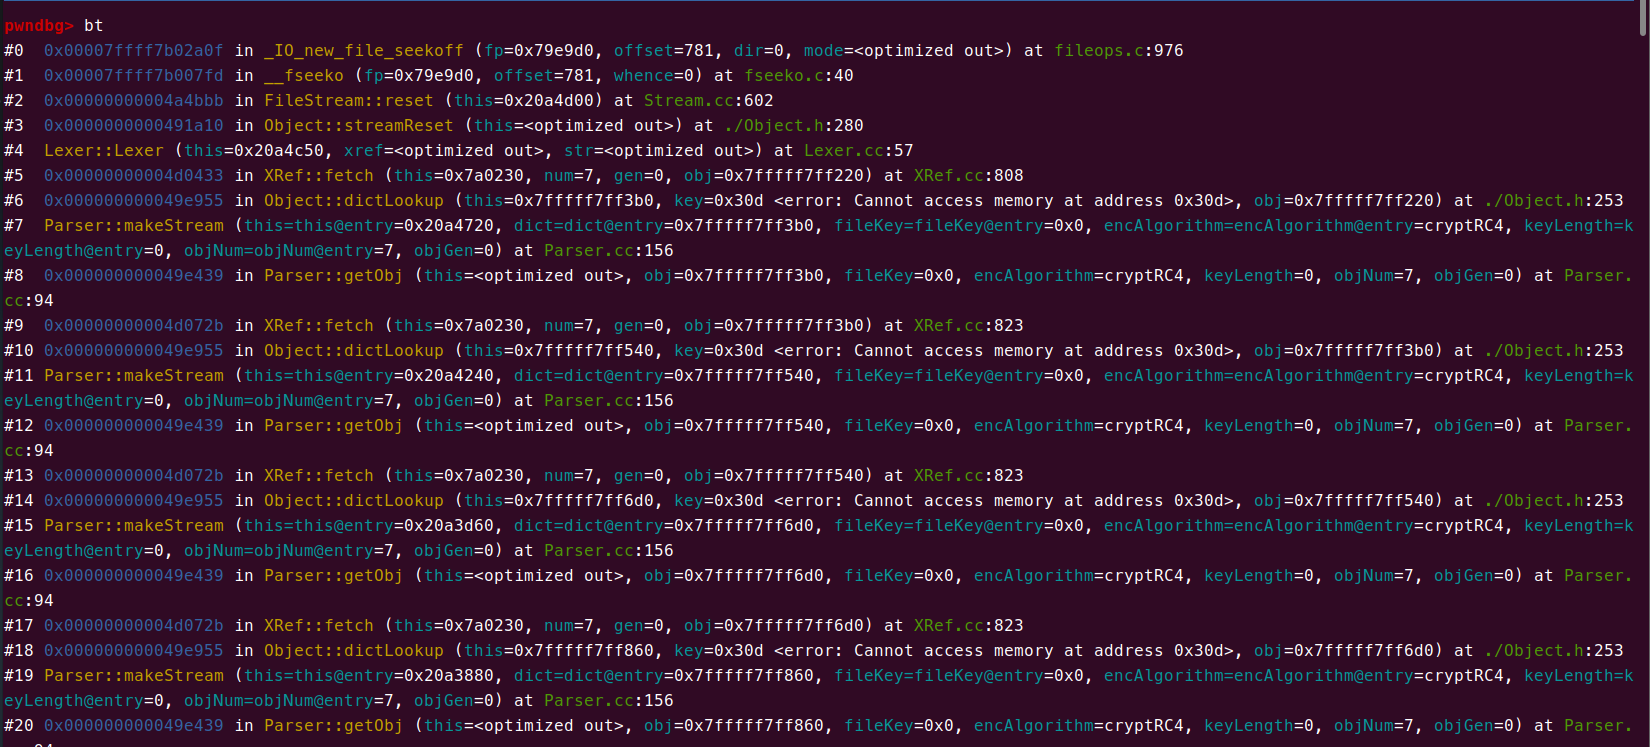 pwndbg> bt
#0  0x00007ffff7b02a0f in _IO_new_file_seekoff (fp=0x79e9d0, offset=781, dir=0, mode=<optimized out>) at fileops.c:976
#1  0x00007ffff7b007fd in __fseeko (fp=0x79e9d0, offset=781, whence=0) at fseeko.c:40
#2  0x00000000004a4bbb in FileStream::reset (this=0x20a4d00) at Stream.cc:602
#3  0x0000000000491a10 in Object::streamReset (this=<optimized out>) at ./Object.h:280
#4  Lexer::Lexer (this=0x20a4c50, xref=<optimized out>, str=<optimized out>) at Lexer.cc:57
#5  0x00000000004d0433 in XRef::fetch (this=0x7a0230, num=7, gen=0, obj=0x7fffff7ff220) at XRef.cc:808
#6  0x000000000049e955 in Object::dictLookup (this=0x7fffff7ff3b0, key=0x30d <error: Cannot access memory at address 0x30d>, obj=0x7fffff7ff220) at ./Object.h:253
#7  Parser::makeStream (this=this@entry=0x20a4720, dict=dict@entry=0x7fffff7ff3b0, fileKey=fileKey@entry=0x0, encAlgorithm=encAlgorithm@entry=cryptRC4, keyLength=k
eyLength@entry=0, objNum=objNum@entry=7, objGen=0) at Parser.cc:156
#8  0x000000000049e439 in Parser::getObj (this=<optimized out>, obj=0x7fffff7ff3b0, fileKey=0x0, encAlgorithm=cryptRC4, keyLength=0, objNum=7, objGen=0) at Parser.
cc:94
#9  0x00000000004d072b in XRef::fetch (this=0x7a0230, num=7, gen=0, obj=0x7fffff7ff3b0) at XRef.cc:823
#10 0x000000000049e955 in Object::dictLookup (this=0x7fffff7ff540, key=0x30d <error: Cannot access memory at address 0x30d>, obj=0x7fffff7ff3b0) at ./Object.h:253
#11 Parser::makeStream (this=this@entry=0x20a4240, dict=dict@entry=0x7fffff7ff540, fileKey=fileKey@entry=0x0, encAlgorithm=encAlgorithm@entry=cryptRC4, keyLength=k
eyLength@entry=0, objNum=objNum@entry=7, objGen=0) at Parser.cc:156
#12 0x000000000049e439 in Parser::getObj (this=<optimized out>, obj=0x7fffff7ff540, fileKey=0x0, encAlgorithm=cryptRC4, keyLength=0, objNum=7, objGen=0) at Parser.
cc:94
#13 0x00000000004d072b in XRef::fetch (this=0x7a0230, num=7, gen=0, obj=0x7fffff7ff540) at XRef.cc:823
#14 0x000000000049e955 in Object::dictLookup (this=0x7fffff7ff6d0, key=0x30d <error: Cannot access memory at address 0x30d>, obj=0x7fffff7ff540) at ./Object.h:253
#15 Parser::makeStream (this=this@entry=0x20a3d60, dict=dict@entry=0x7fffff7ff6d0, fileKey=fileKey@entry=0x0, encAlgorithm=encAlgorithm@entry=cryptRC4, keyLength=k
eyLength@entry=0, objNum=objNum@entry=7, objGen=0) at Parser.cc:156
#16 0x000000000049e439 in Parser::getObj (this=<optimized out>, obj=0x7fffff7ff6d0, fileKey=0x0, encAlgorithm=cryptRC4, keyLength=0, objNum=7, objGen=0) at Parser.
cc:94
#17 0x00000000004d072b in XRef::fetch (this=0x7a0230, num=7, gen=0, obj=0x7fffff7ff6d0) at XRef.cc:823
#18 0x000000000049e955 in Object::dictLookup (this=0x7fffff7ff860, key=0x30d <error: Cannot access memory at address 0x30d>, obj=0x7fffff7ff6d0) at ./Object.h:253
#19 Parser::makeStream (this=this@entry=0x20a3880, dict=dict@entry=0x7fffff7ff860, fileKey=fileKey@entry=0x0, encAlgorithm=encAlgorithm@entry=cryptRC4, keyLength=k
eyLength@entry=0, objNum=objNum@entry=7, objGen=0) at Parser.cc:156
#20 0x000000000049e439 in Parser::getObj (this=<optimized out>, obj=0x7fffff7ff860, fileKey=0x0, encAlgorithm=cryptRC4, keyLength=0, objNum=7, objGen=0) at Parser.